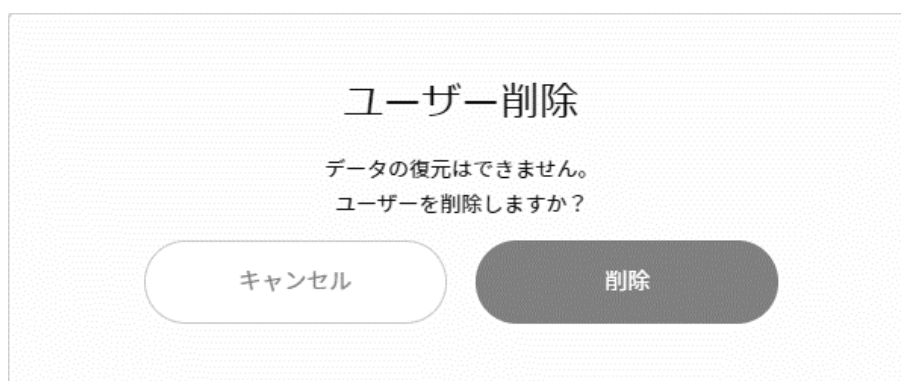 ユーザー削除
データの復元はできません。
ユーザーを削除しますか？
キャンセル
削除